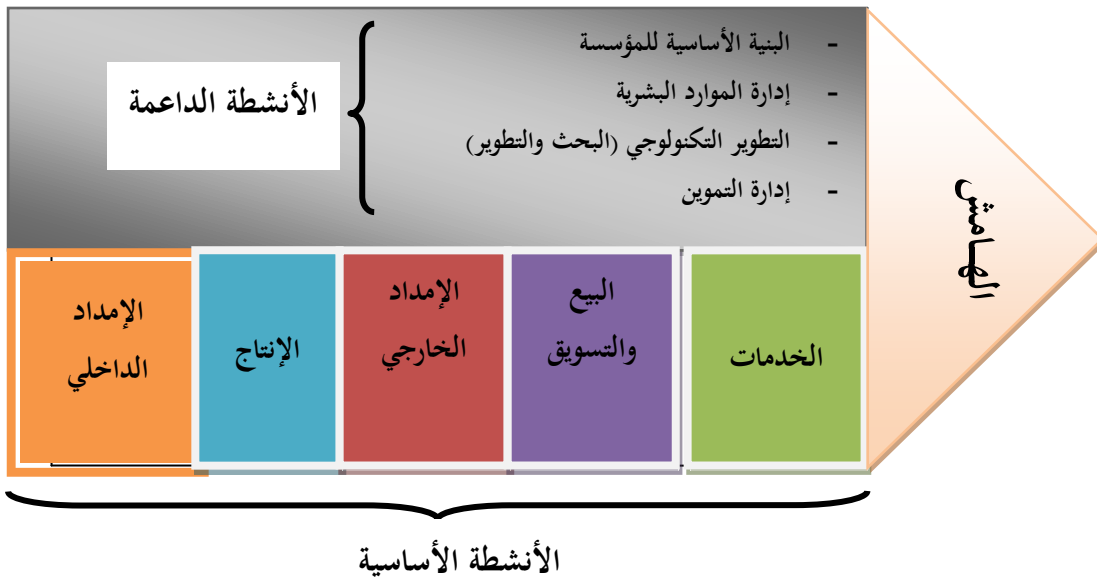 - البنية الأساسية للمؤسسة
- إدارة الموارد البشرية
- التطوير التكنولوجي (البحث والتطوير)
- إدارة التموين
الأنشطة الداعمة
الهامش
الخدمات
البيع
والتسويق
الإمداد
الخارجي
الإنتاج
الإمداد
الداخلي
الأنشطة الأساسية